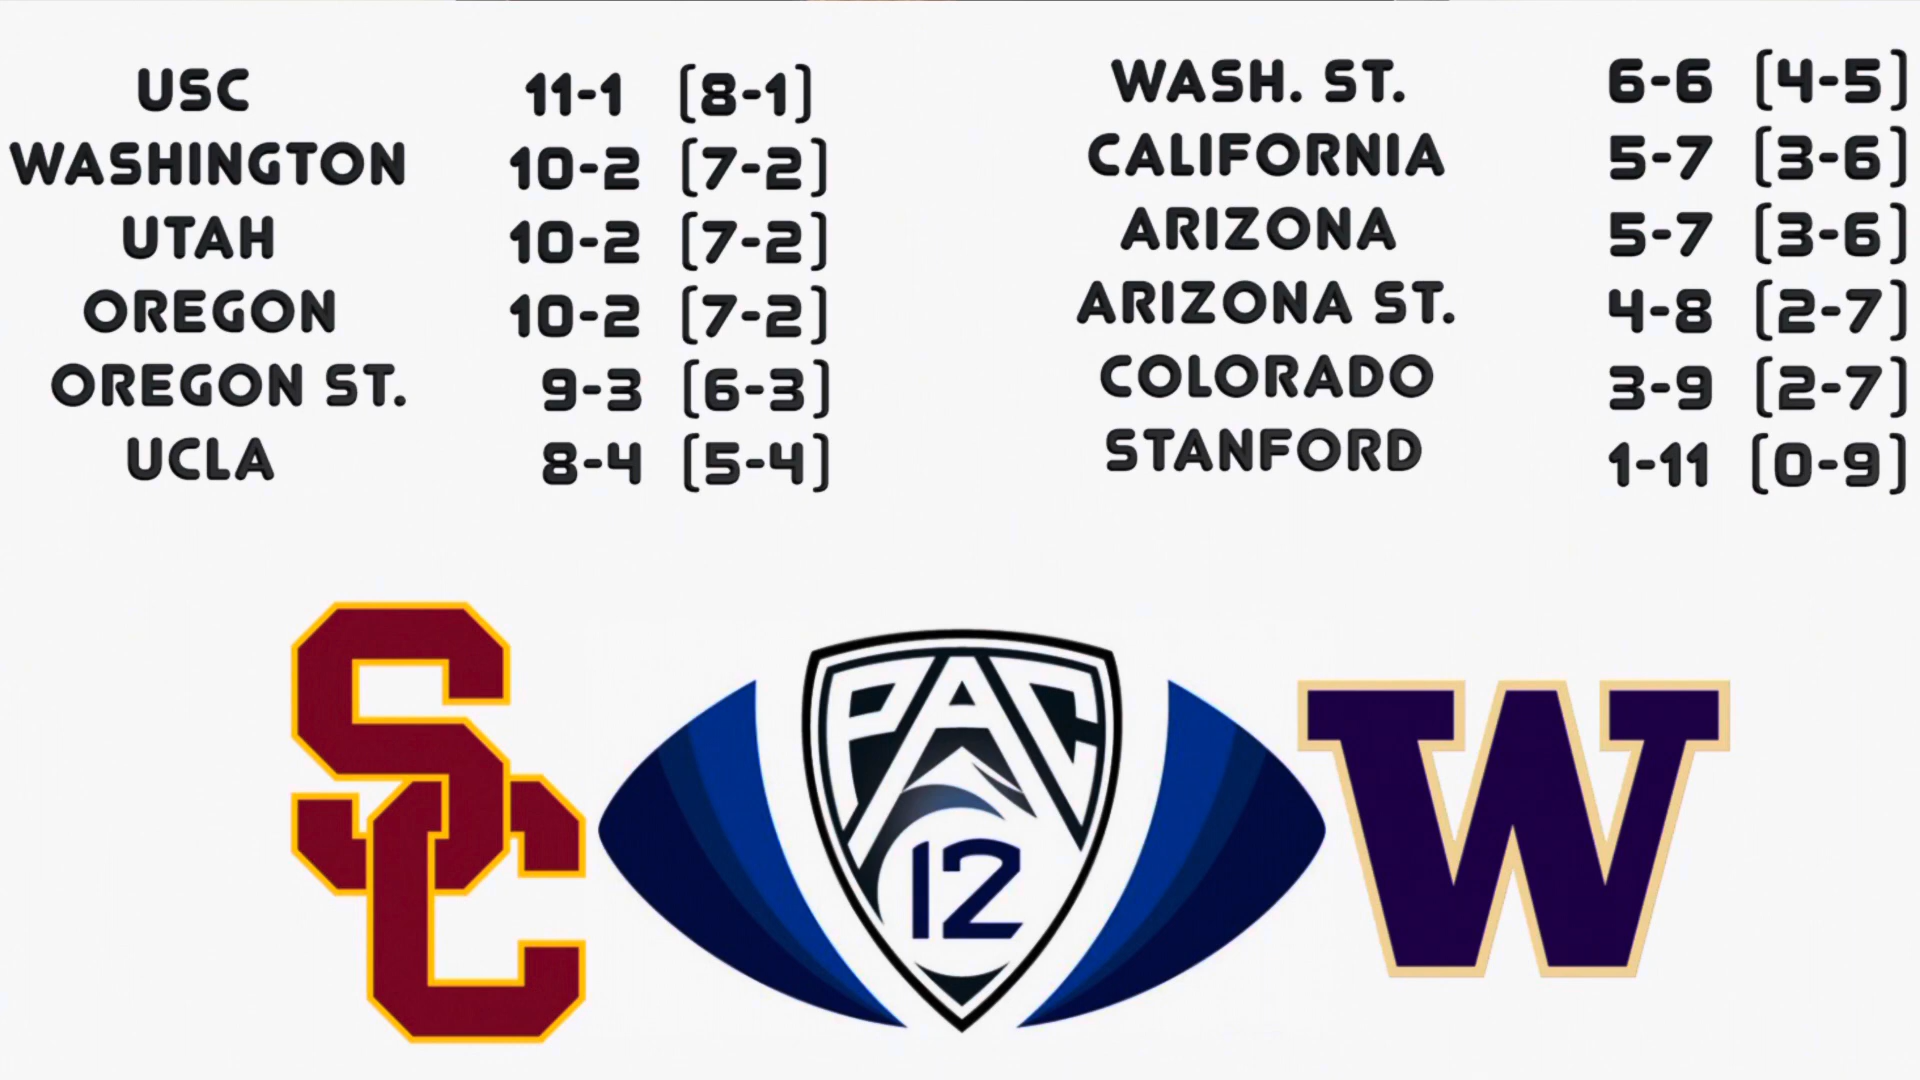 USC 11-1 [8-1]
WASHINGTON 10-2 [7-2]
UTAH 10-2 [7-2]
OREGON 10-2 [7-2]
OREGON ST. 9-3 [6-3]
UCLA 8-4 [5-4]
WASH. ST. 6-6 [4-5]
CALIFORNIA 5-7 [3-6]
ARIZONA 5-7 [3-6]
ARIZONA ST. 4-8 [2-7]
COLORADO 3-9 [2-7]
STANFORD 1-11 [0-9]
SC
PAC
12
W